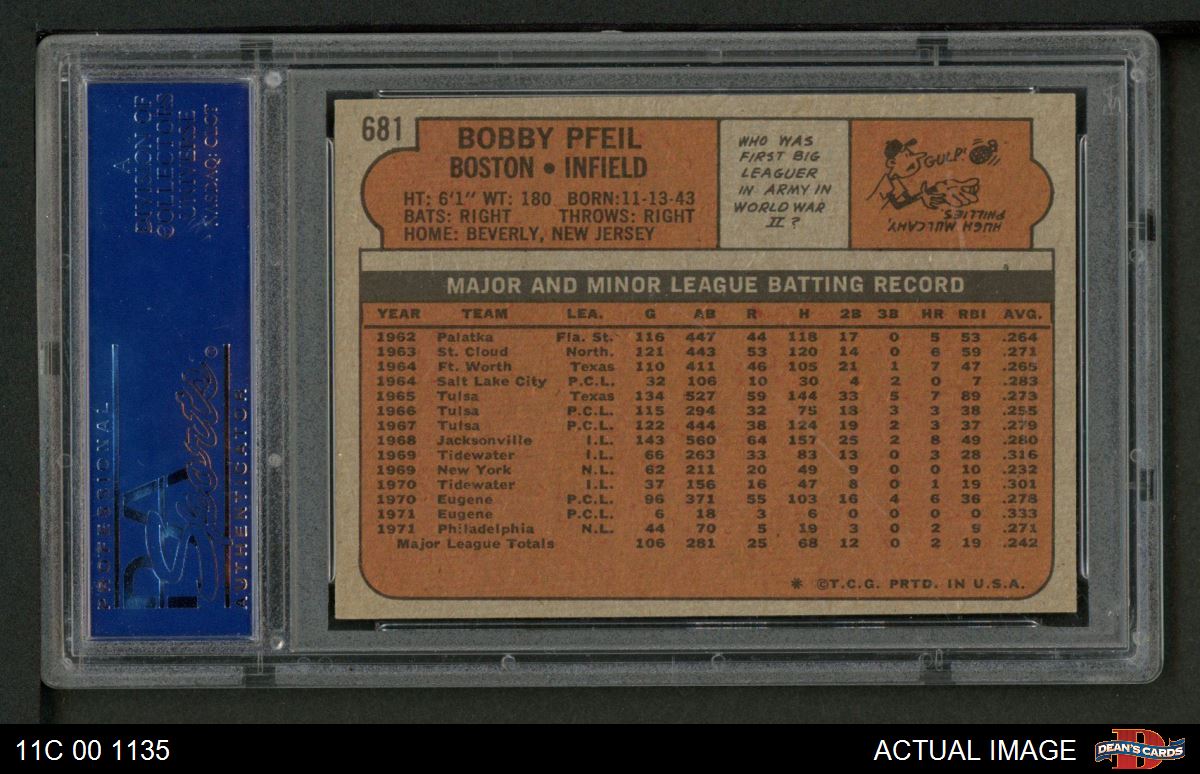 A
DIVISION OF
COLLECTORS
UNIVERSE
NASDAQ: CLCT
PROFESSIONAL
PSA
Sports
AUTHENTICATOR
681
BOBBY PFEIL
BOSTON • INFIELD
HT: 6'1" WT: 180 BORN: 11-13-43
BATS: RIGHT THROWS: RIGHT
HOME: BEVERLY, NEW JERSEY
WHO WAS
FIRST BIG
LEAGUER
IN ARMY IN
WORLD WAR
II?
GULP!
HUGH MULCAHY,
PHILLIES.
MAJOR AND MINOR LEAGUE BATTING RECORD
YEAR TEAM LEA. G AB R H 2B 3B HR RBI AVG.
1962 Palatka Fla. St. 116 447 44 118 17 0 5 53 .264
1963 St. Cloud North. 121 443 53 120 14 0 6 59 .271
1964 Ft. Worth Texas 110 411 46 105 21 1 7 47 .265
1964 Salt Lake City P.C.L. 32 106 10 30 4 2 0 7 .283
1965 Tulsa Texas 134 527 59 144 33 5 7 89 .273
1966 Tulsa P.C.L. 115 294 32 75 13 3 3 38 .255
1967 Tulsa P.C.L. 122 444 38 124 19 2 3 37 .279
1968 Jacksonville I.L. 143 560 64 157 25 2 8 49 .280
1969 Tidewater I.L. 66 263 33 83 13 0 3 28 .316
1969 New York N.L. 62 211 20 49 9 0 0 10 .232
1970 Tidewater I.L. 37 156 16 47 8 0 1 19 .301
1970 Eugene P.C.L. 96 371 55 103 16 4 6 36 .278
1971 Eugene P.C.L. 6 18 3 6 0 0 0 0 .333
1971 Philadelphia N.L. 44 70 5 19 3 0 2 9 .271
Major League Totals 106 281 25 68 12 0 2 19 .242
* ©T.C.G. PRTD. IN U.S.A.
11C 00 1135
ACTUAL IMAGE
DEAN'S CARDS